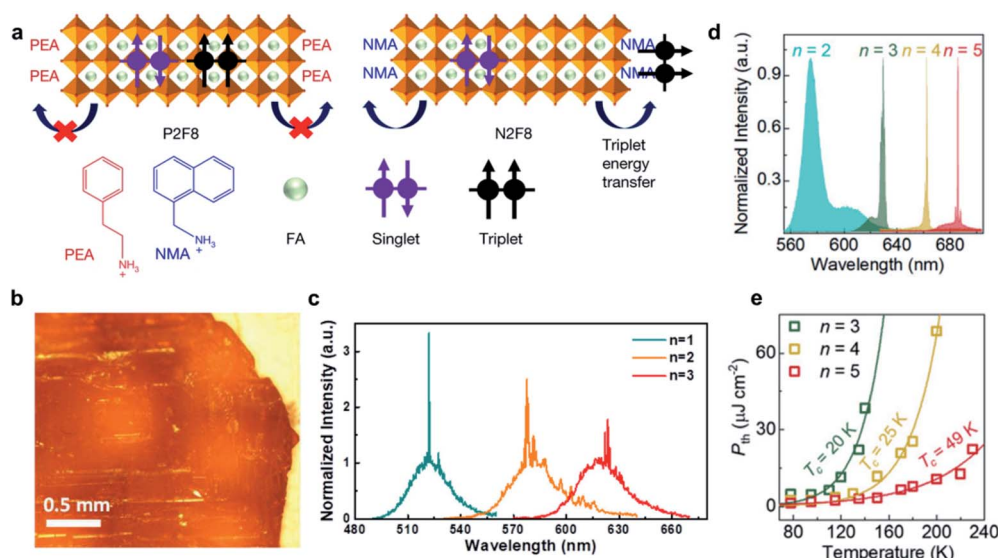 a
PEA
PEA
PEA
PEA
P2F8
NMA
NMA
NMA
NMA
N2F8
Triplet
energy
transfer
NH3
+
PEA
NH3
+
NMA
FA
Singlet
Triplet
b
0.5 mm
c
Normalized Intensity (a.u.)
3
2
1
0
n=1
n=2
n=3
480 510 540 570 600 630 660
Wavelength (nm)
d
Normalized Intensity (a.u.)
n = 2 n = 3 n = 4 n = 5
0.9
0.6
0.3
560 600 640 680
Wavelength (nm)
e
Pth (μJ cm-2)
n = 3
n = 4
n = 5
60
30
0
Tc = 20 K
Tc = 25 K
Tc = 49 K
80 120 160 200 240
Temperature (K)